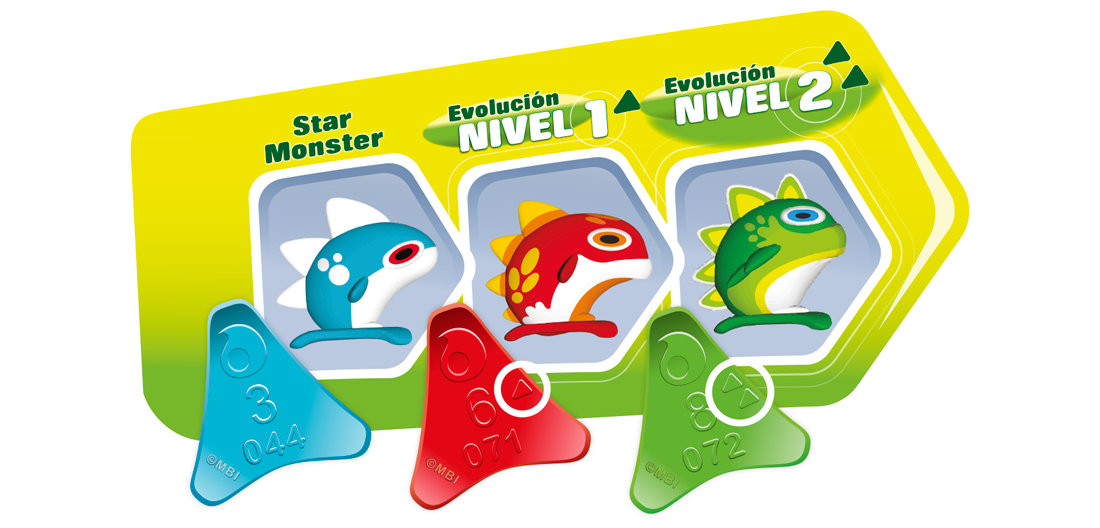 Star
Monster
Evolución
NIVEL 1
Evolución
NIVEL 2
3
044
©MBI
6
071
©MBI
8
072
©MBI